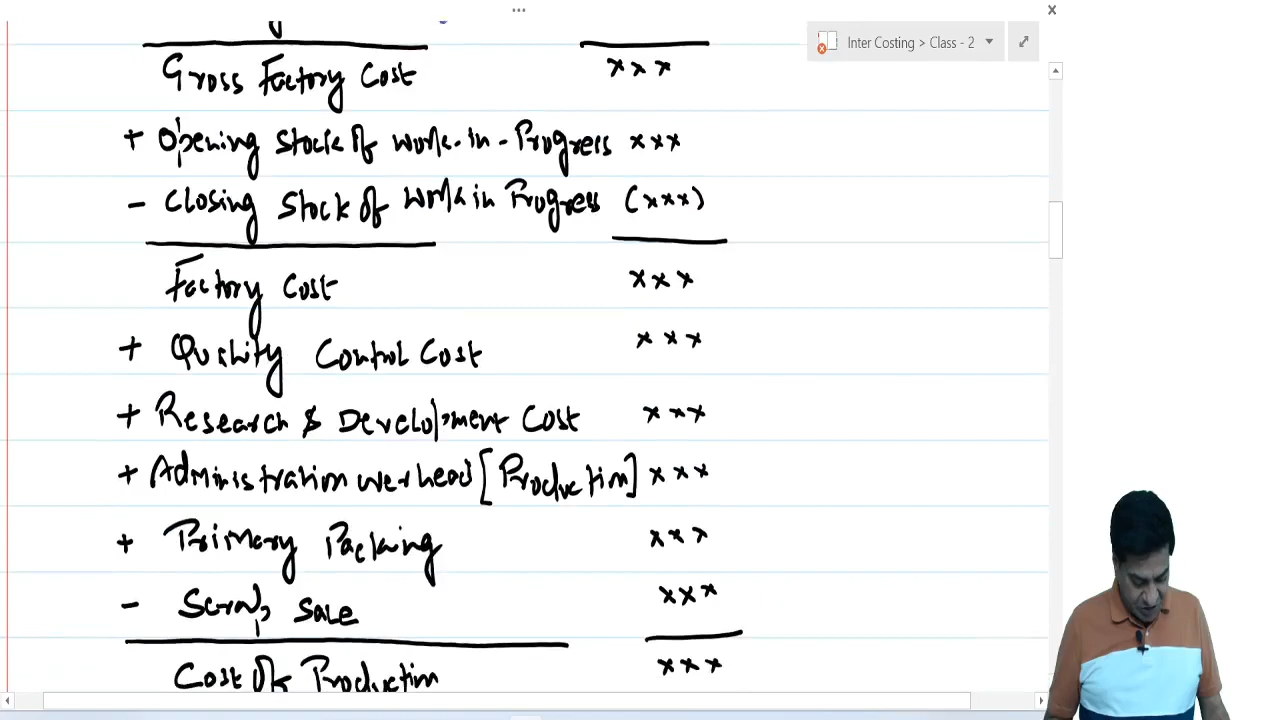 Inter Costing > Class - 2
Gross Factory Cost xxx
+ Opening Stock of work-in-Progress xxx
- Closing Stock of work in Progress (xxx)
Factory Cost xxx
+ Quality Control Cost xxx
+ Research & Development Cost xxx
+ Administration overhead [Production] xxx
+ Primary Packing xxx
- Scrap Sale xxx
Cost of Production xxx